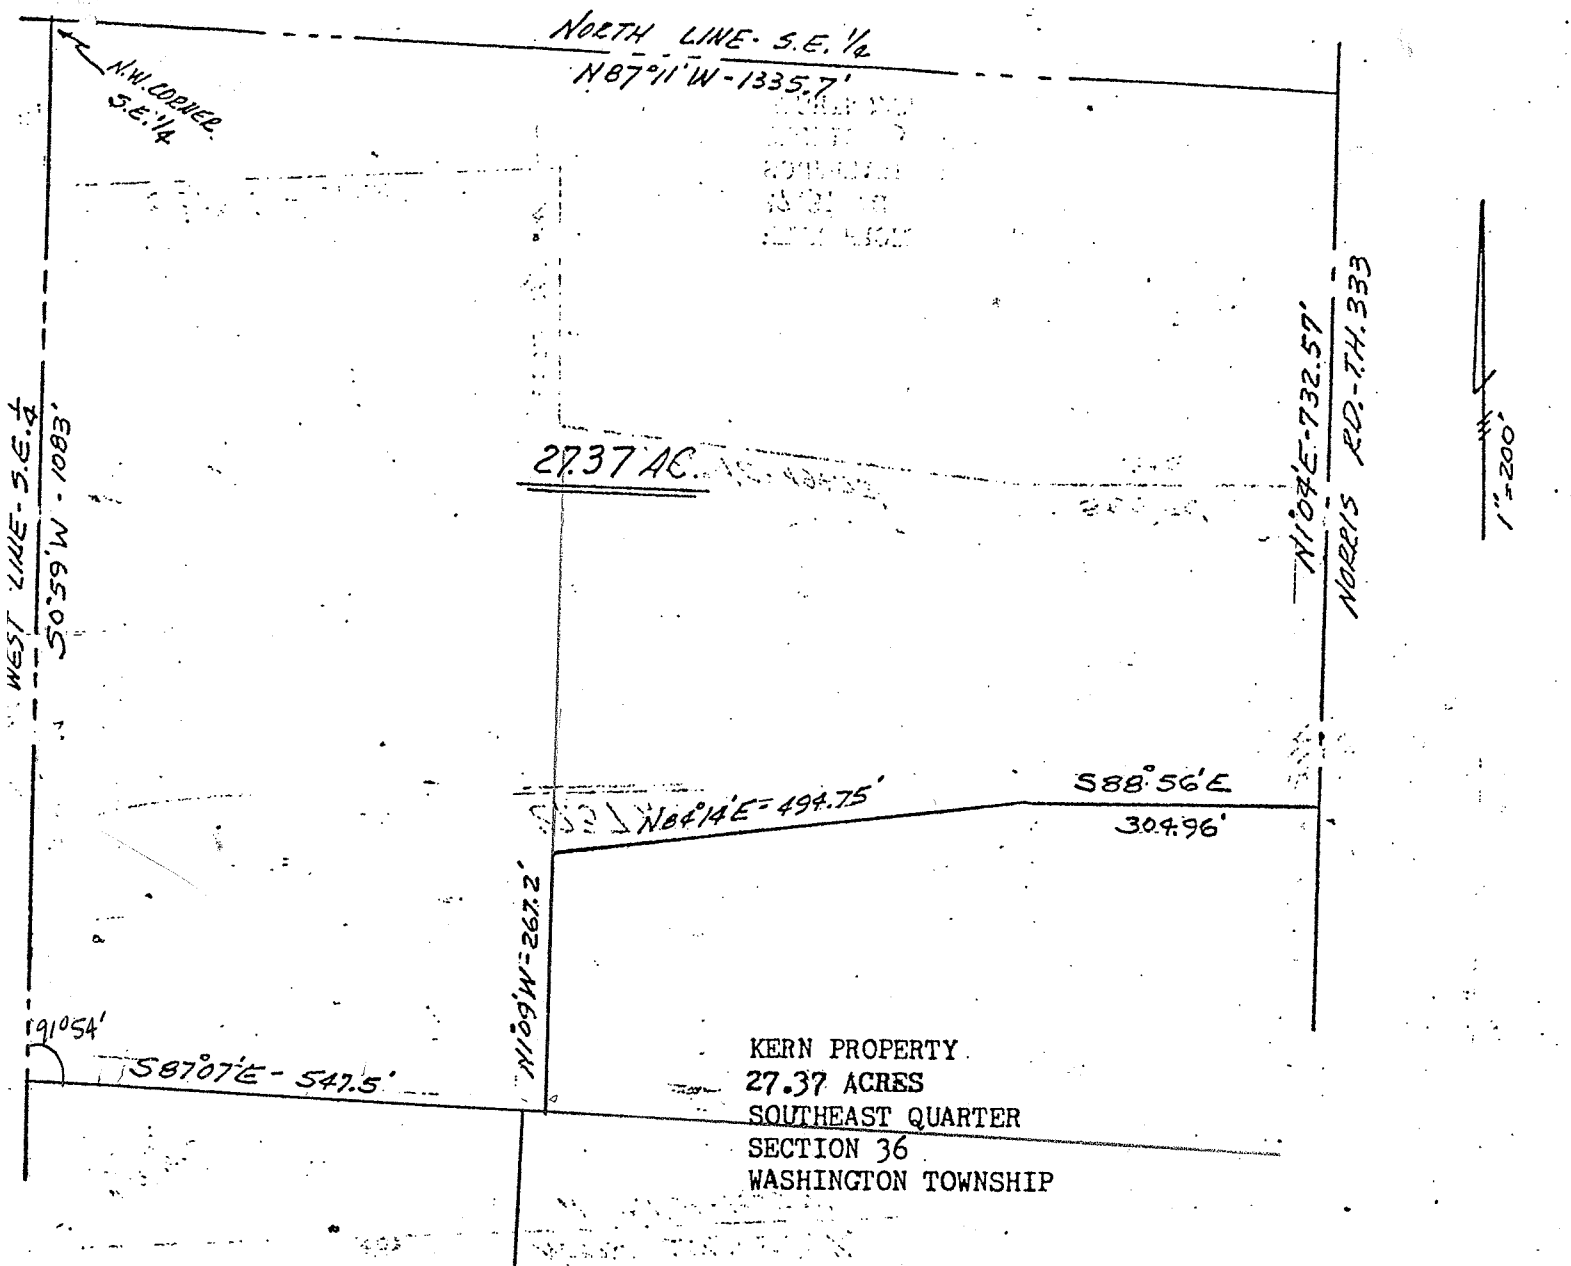 NORTH LINE- S.E. 1/4
N87°11'W-1335.7'
N.W. CORNER
S.E. 1/4
WEST LINE- S.E. 1/4
S0°59'W - 1083'
27.37 AC.
N1°04'E-732.57'
NORRIS RD.-TH.333
1"=200'
S88°56'E
304.96'
N84°14'E=494.75'
N1°09'W=267.2'
91°54'
S87°07'E- 547.5'
KERN PROPERTY
27.37 ACRES
SOUTHEAST QUARTER
SECTION 36
WASHINGTON TOWNSHIP